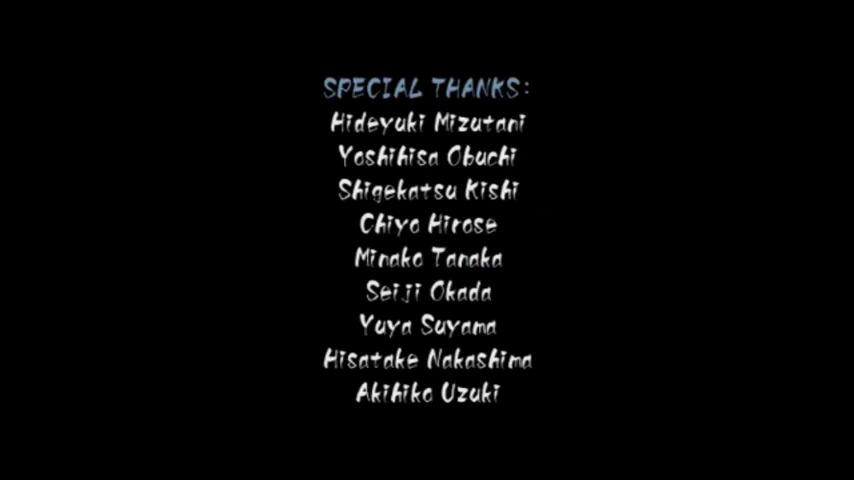 SPECIAL THANKS:
Hideyuki Mizutani
Yoshihisa Obuchi
Shigekatsu Kishi
Chiyo Hirose
Minako Tanaka
Seiji Okada
Yuya Suyama
Hisatake Nakashima
Akihiko Uzuki